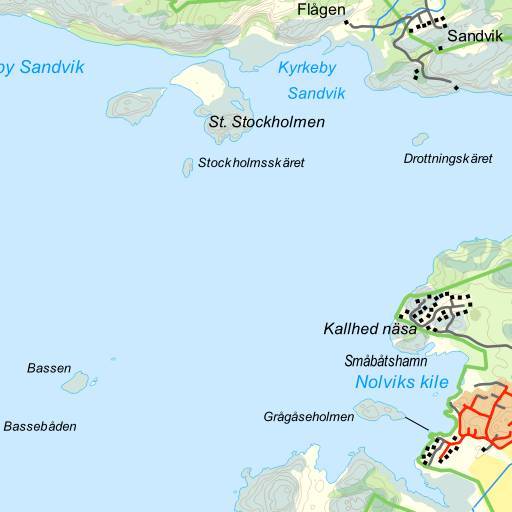 Flågen
Sandvik
by Sandvik
Kyrkeby
Sandvik
St. Stockholmen
Stockholmsskäret
Drottningskäret
Kallhed näsa
Småbåtshamn
Bassen
Nolviks kile
Grågåseholmen
Bassebåden